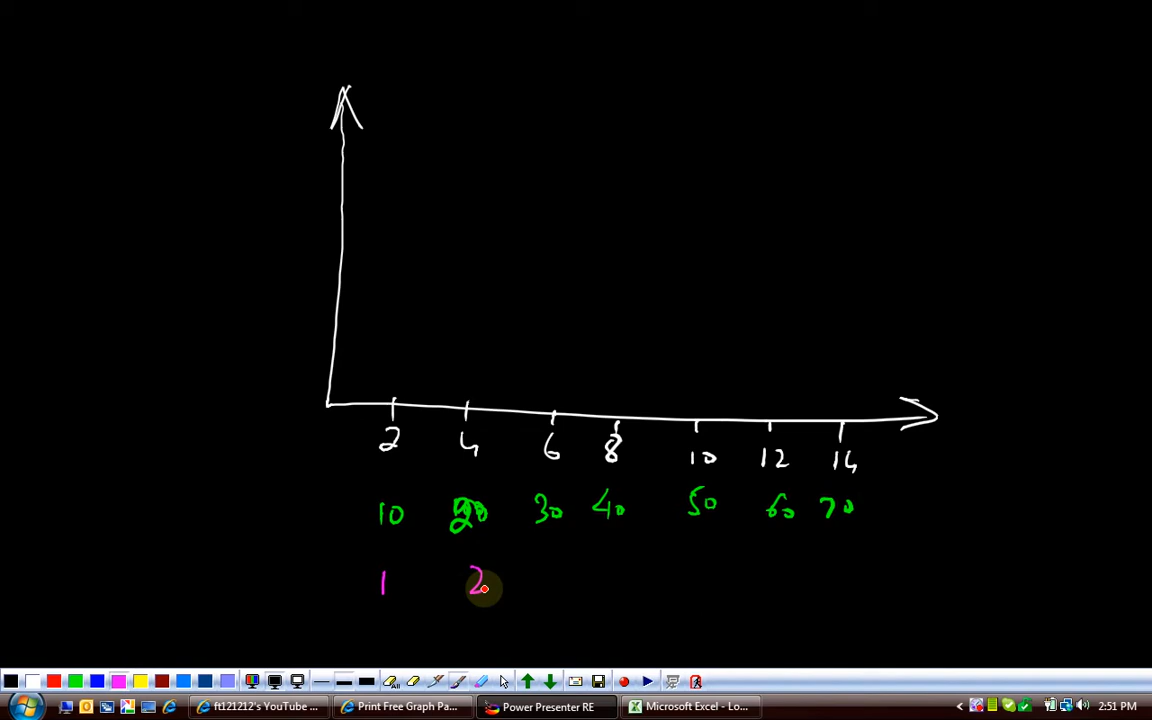 2 4 6 8 10 12 14
10 20 30 40 50 60 70
1 2
All
ft121212's YouTube ...
Print Free Graph Pa...
Power Presenter RE
Microsoft Excel - Lo...
2:51 PM